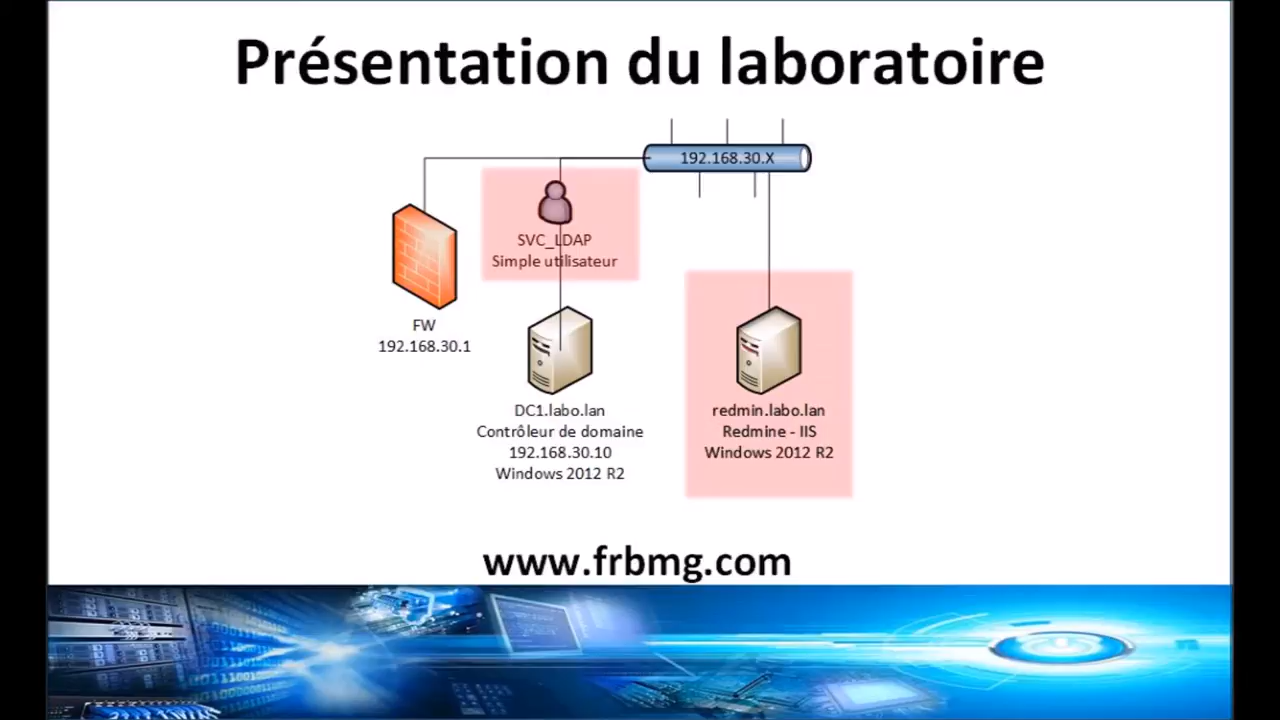 Présentation du laboratoire
192.168.30.X
SVC_LDAP
Simple utilisateur
FW
192.168.30.1
DC1.labo.lan
Contrôleur de domaine
192.168.30.10
Windows 2012 R2
redmin.labo.lan
Redmine - IIS
Windows 2012 R2
www.frbmg.com